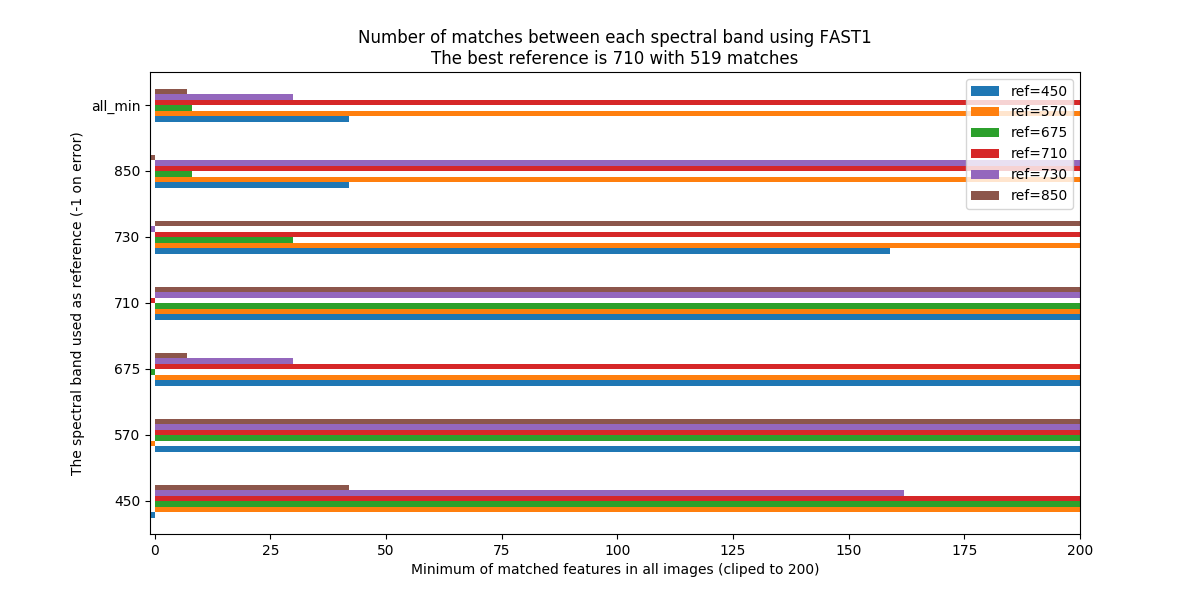 Number of matches between each spectral band using FAST1
The best reference is 710 with 519 matches
ref=450
ref=570
ref=675
ref=710
ref=730
ref=850
all_min
850
730
710
675
570
450
The spectral band used as reference (-1 on error)
0 25 50 75 100 125 150 175 200
Minimum of matched features in all images (cliped to 200)